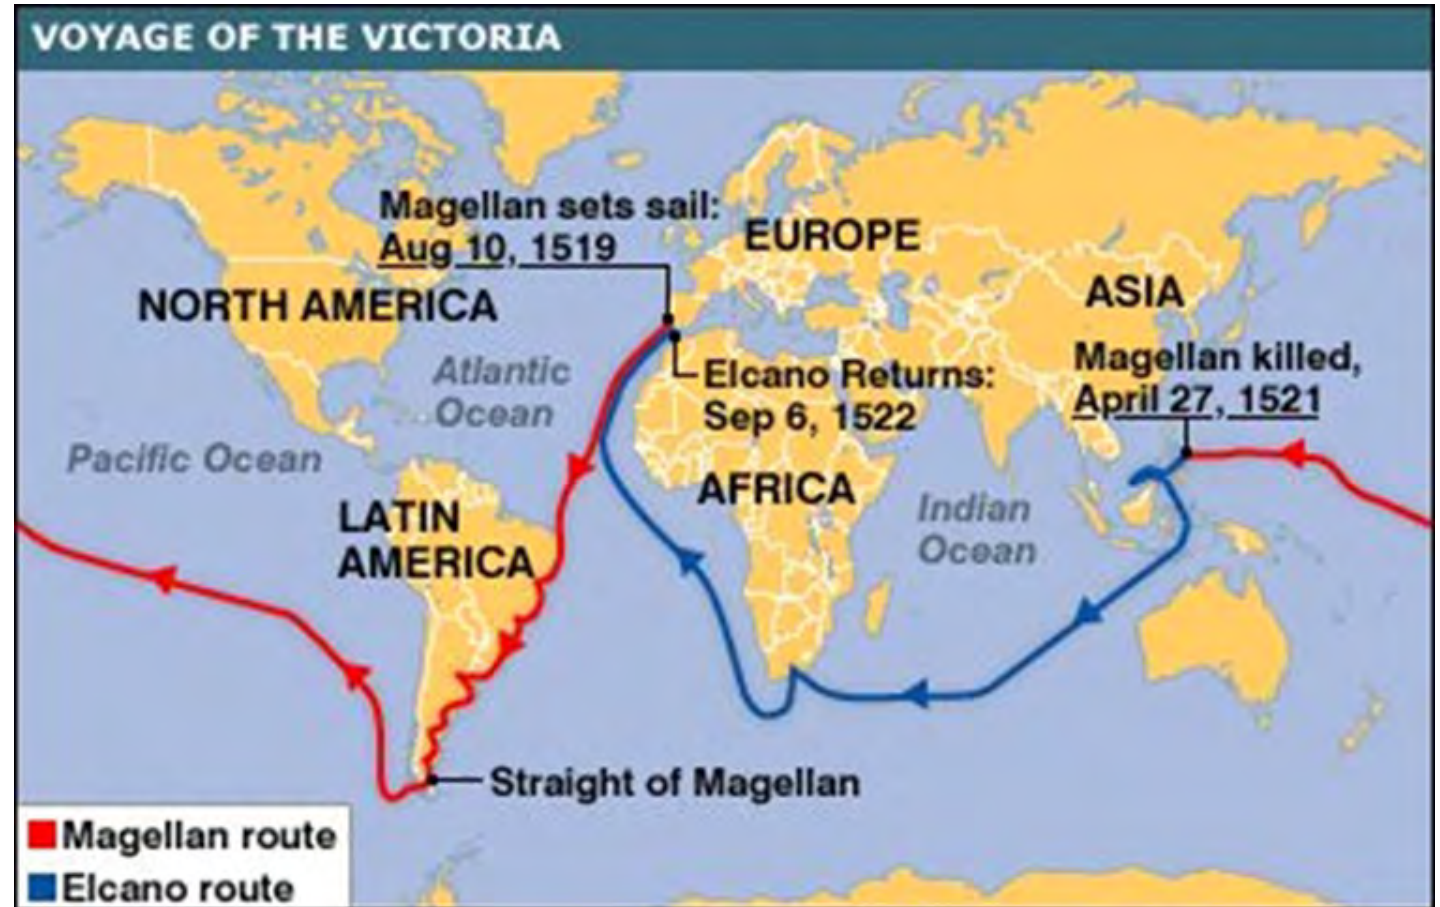 VOYAGE OF THE VICTORIA
Magellan sets sail:
Aug 10, 1519
EUROPE
NORTH AMERICA
ASIA
Atlantic
Ocean
Elcano Returns:
Sep 6, 1522
Magellan killed,
April 27, 1521
Pacific Ocean
AFRICA
LATIN
AMERICA
Indian
Ocean
Straight of Magellan
Magellan route
Elcano route